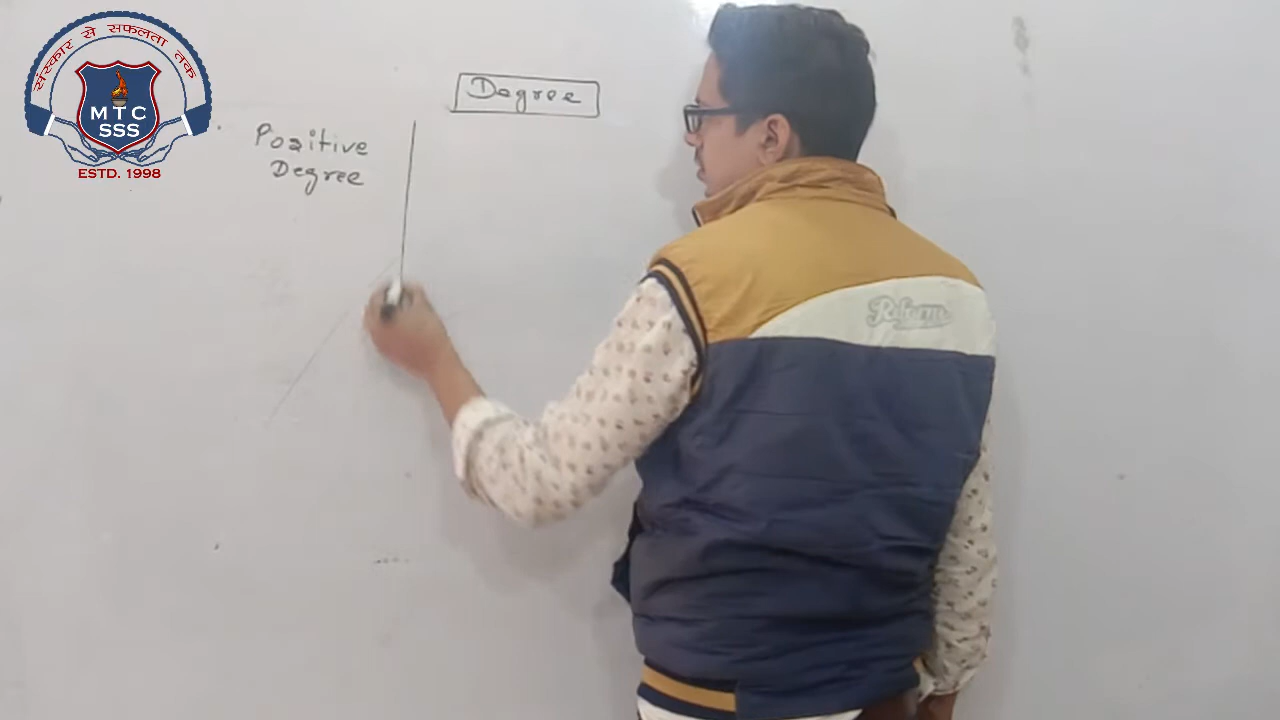 संस्कार से सफलता तक
MTC
SSS
ESTD. 1998
Degree
Positive
Degree
Reform